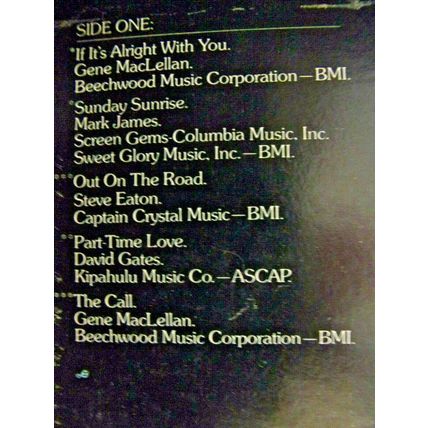 SIDE ONE:
*If It's Alright With You.
Gene MacLellan.
Beechwood Music Corporation—BMI.
*Sunday Sunrise.
Mark James.
Screen Gems-Columbia Music, Inc.
Sweet Glory Music, Inc.—BMI.
***Out On The Road.
Steve Eaton.
Captain Crystal Music—BMI.
**Part-Time Love.
David Gates.
Kipahulu Music Co.—ASCAP.
***The Call.
Gene MacLellan.
Beechwood Music Corporation—BMI.